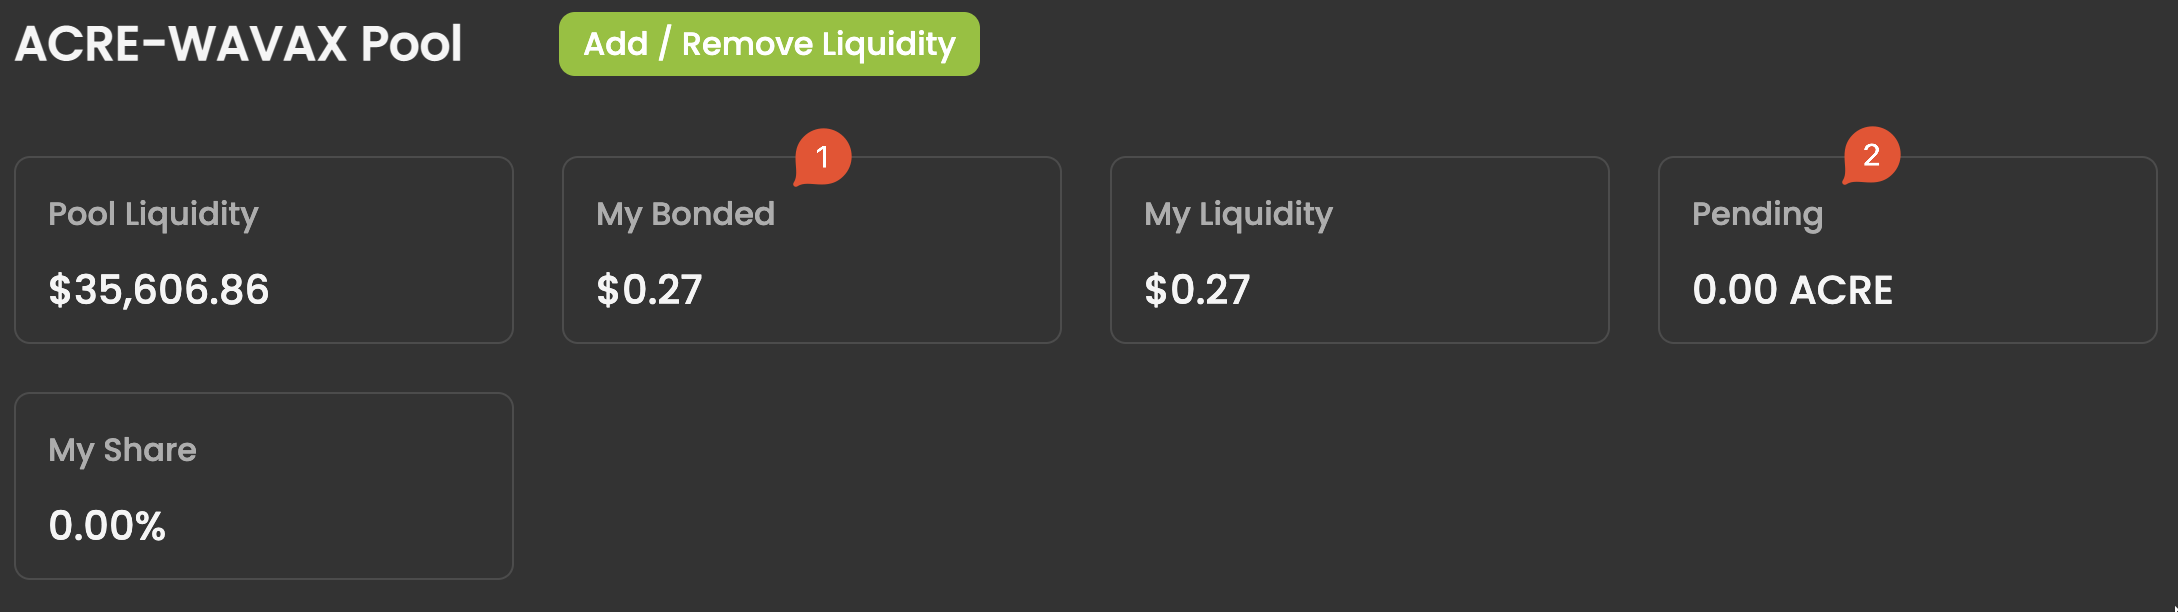 ACRE-WAVAX Pool
Add / Remove Liquidity
1
2
Pool Liquidity
$35,606.86
My Bonded
$0.27
My Liquidity
$0.27
Pending
0.00 ACRE
My Share
0.00%